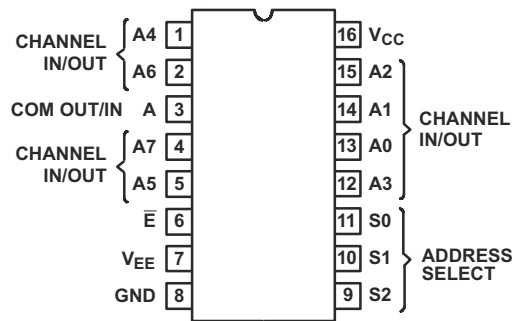 CHANNEL IN/OUT
A4 1
A6 2
COM OUT/IN A 3
CHANNEL IN/OUT
A7 4
A5 5
E̅ 6
VEE 7
GND 8
16 VCC
15 A2
14 A1
13 A0
12 A3
CHANNEL IN/OUT
11 S0
10 S1
9 S2
ADDRESS SELECT